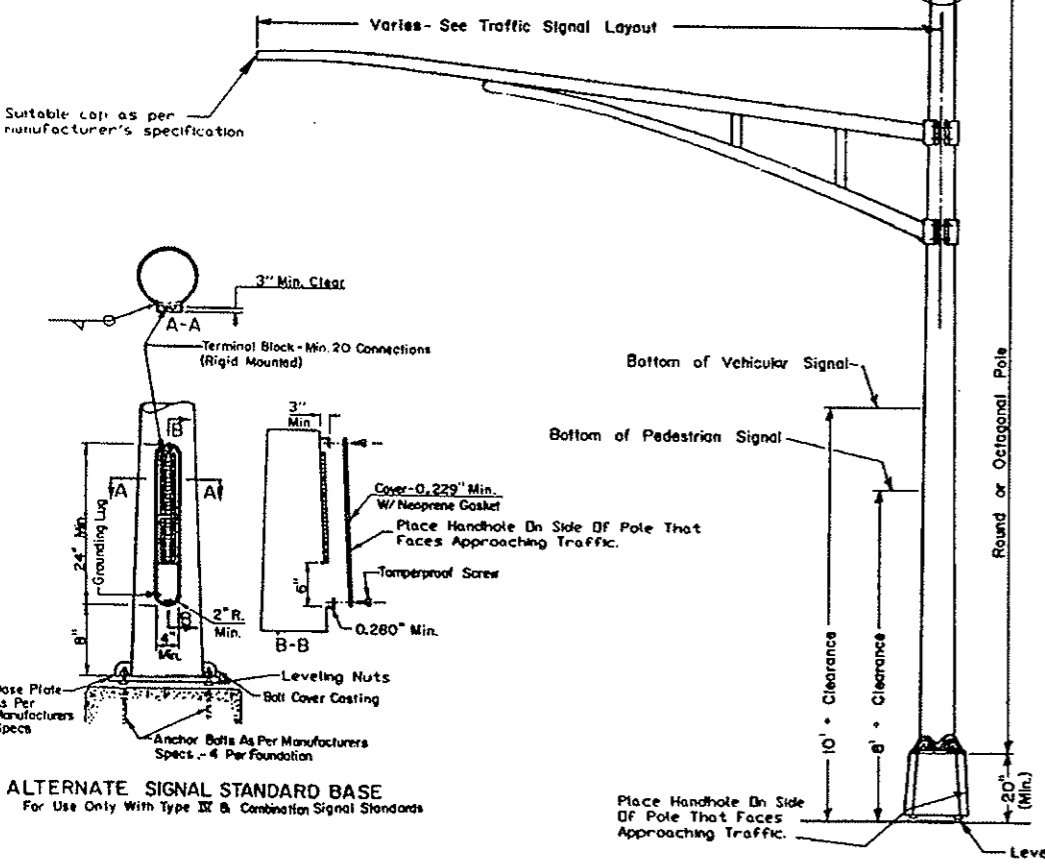 Varies- See Traffic Signal Layout
Suitable cap as per
manufacturer's specification
3" Min. Clear
A-A
Terminal Block - Min. 20 Connections
(Rigid Mounted)
Bottom of Vehicular Signal
Bottom of Pedestrian Signal
Round or Octagonal Pole
3"
Min
B
A
A
24" Min.
Grounding Lug
Cover-0.229" Min.
W/ Neoprene Gasket
Place Handhole On Side Of Pole That
Faces Approaching Traffic.
6"
Tamperproof Screw
2" R.
Min.
B
4"
Min.
8"
0.280" Min.
B-B
Leveling Nuts
Bolt Cover Casting
Base Plate
As Per
Manufacturers
Specs
Anchor Bolts As Per Manufacturers
Specs.- 4 Per Foundation
10' + Clearance
8' + Clearance
20"
(Min.)
ALTERNATE SIGNAL STANDARD BASE
For Use Only With Type IV & Combination Signal Standards
Place Handhole On Side
Of Pole That Faces
Approaching Traffic.
Leve